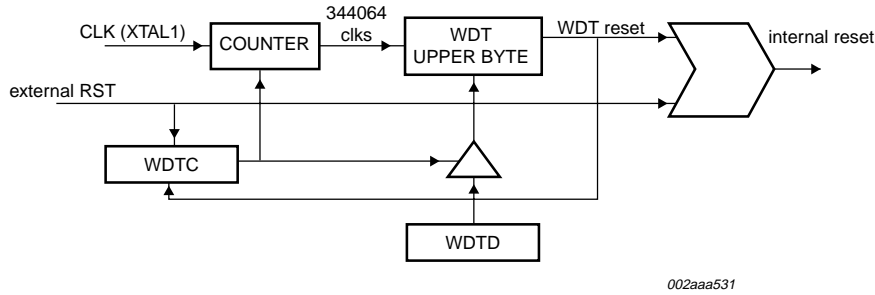 344064
clks
CLK (XTAL1)
COUNTER
WDT
UPPER BYTE
WDT reset
internal reset
external RST
WDTC
WDTD
002aaa531